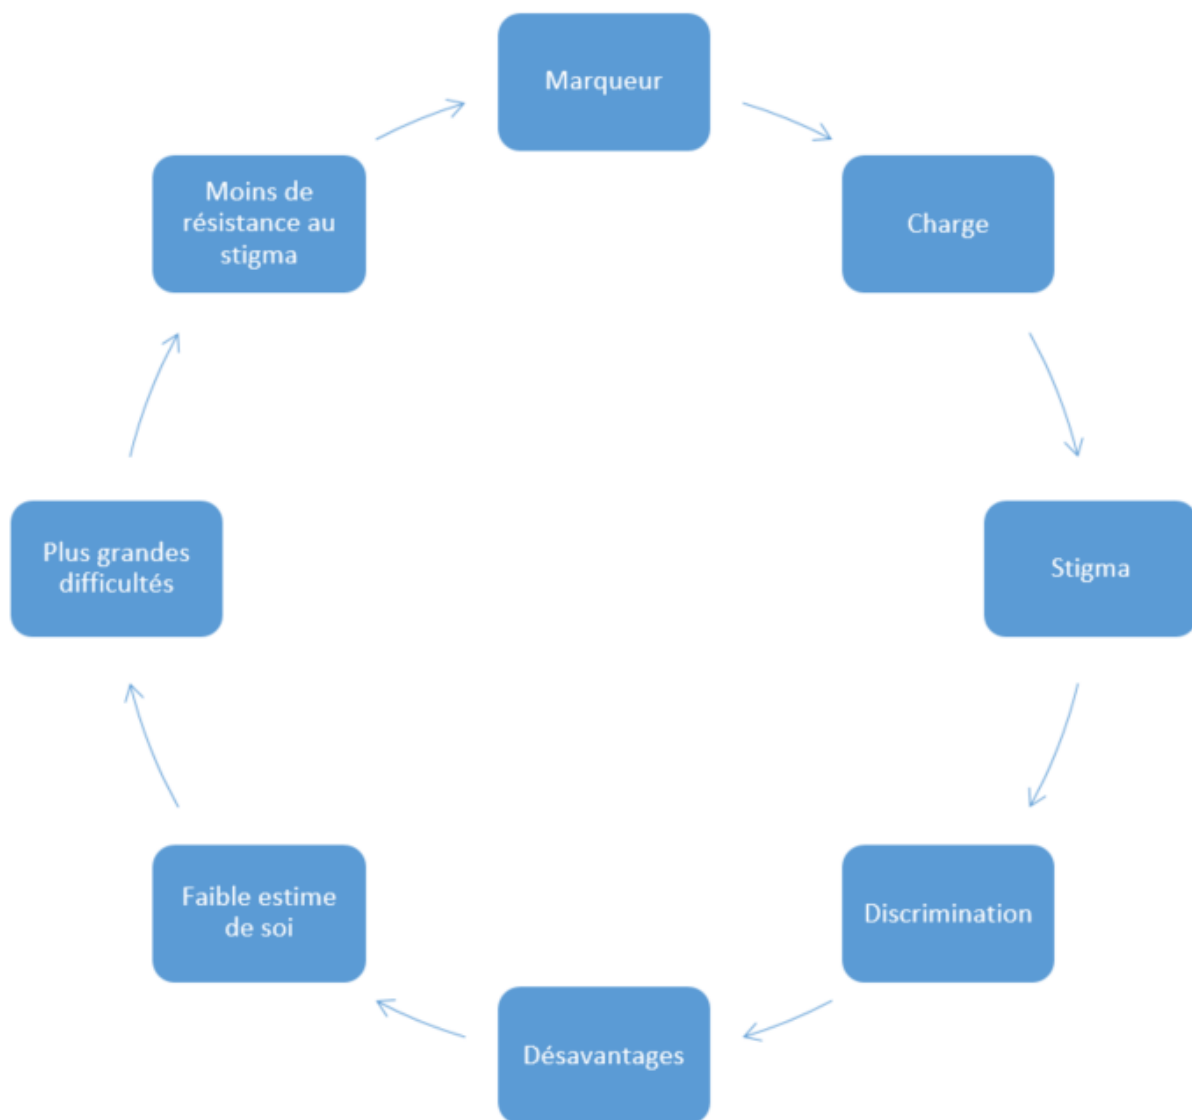 Marqueur
Charge
Stigma
Discrimination
Désavantages
Faible estime
de soi
Plus grandes
difficultés
Moins de
résistance au
stigma